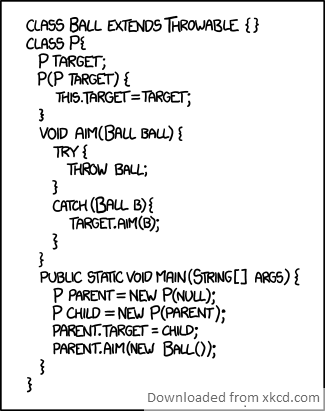 CLASS BALL EXTENDS THROWABLE {}
CLASS P{
P TARGET;
P(P TARGET) {
THIS.TARGET=TARGET;
}
VOID AIM(BALL BALL) {
TRY {
THROW BALL;
}
CATCH (BALL B){
TARGET.AIM(B);
}
}
PUBLIC STATIC VOID MAIN(STRING[] ARGS) {
P PARENT = NEW P(NULL);
P CHILD = NEW P(PARENT);
PARENT.TARGET = CHILD;
PARENT.AIM(NEW BALL());
}
}
Downloaded from xkcd.com